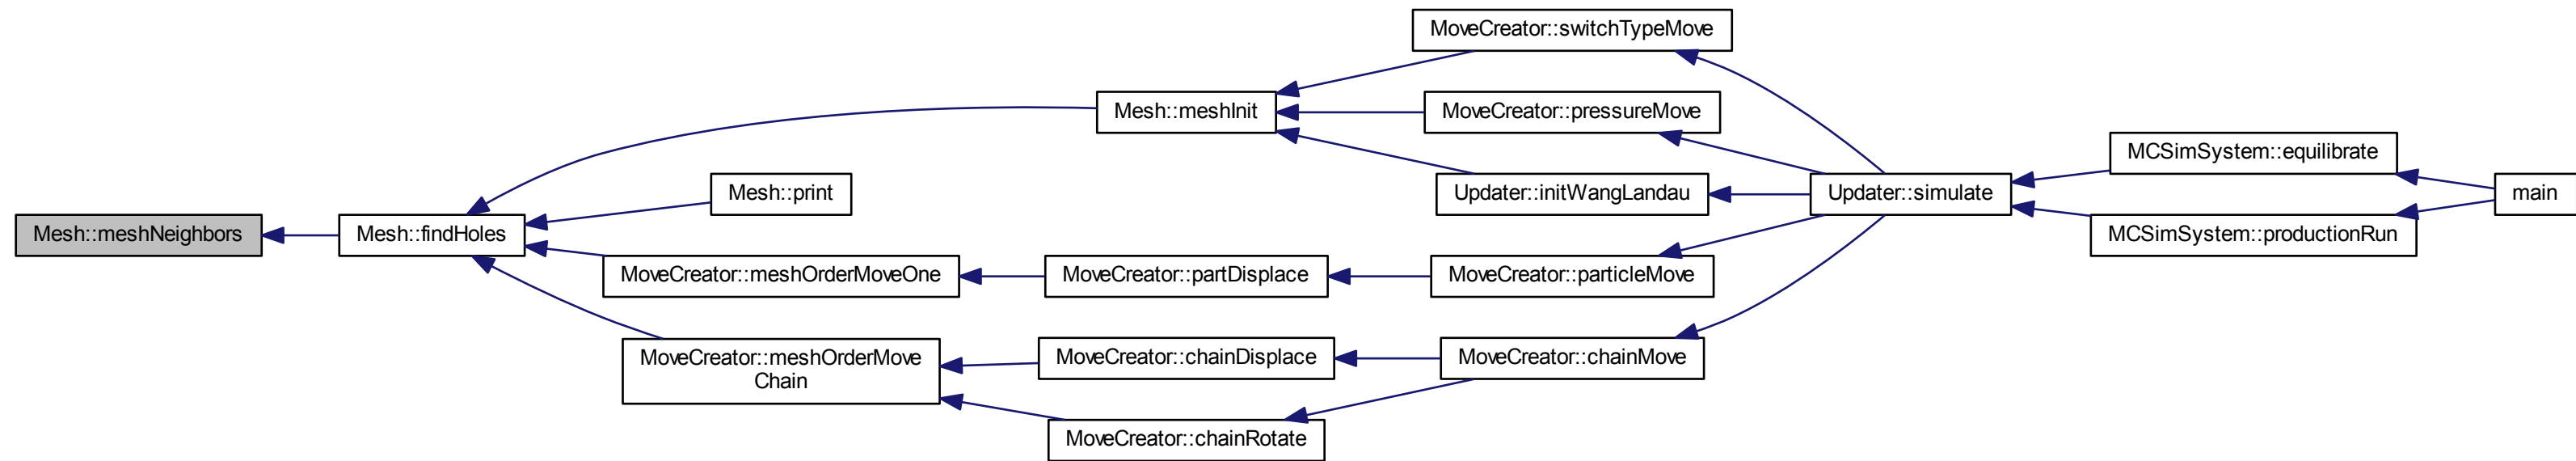 MoveCreator::switchTypeMove
Mesh::meshInit
MoveCreator::pressureMove
MCSimSystem::equilibrate
Mesh::print
Updater::initWangLandau
Updater::simulate
main
Mesh::meshNeighbors
Mesh::findHoles
MCSimSystem::productionRun
MoveCreator::meshOrderMoveOne
MoveCreator::partDisplace
MoveCreator::particleMove
MoveCreator::meshOrderMove
Chain
MoveCreator::chainDisplace
MoveCreator::chainMove
MoveCreator::chainRotate